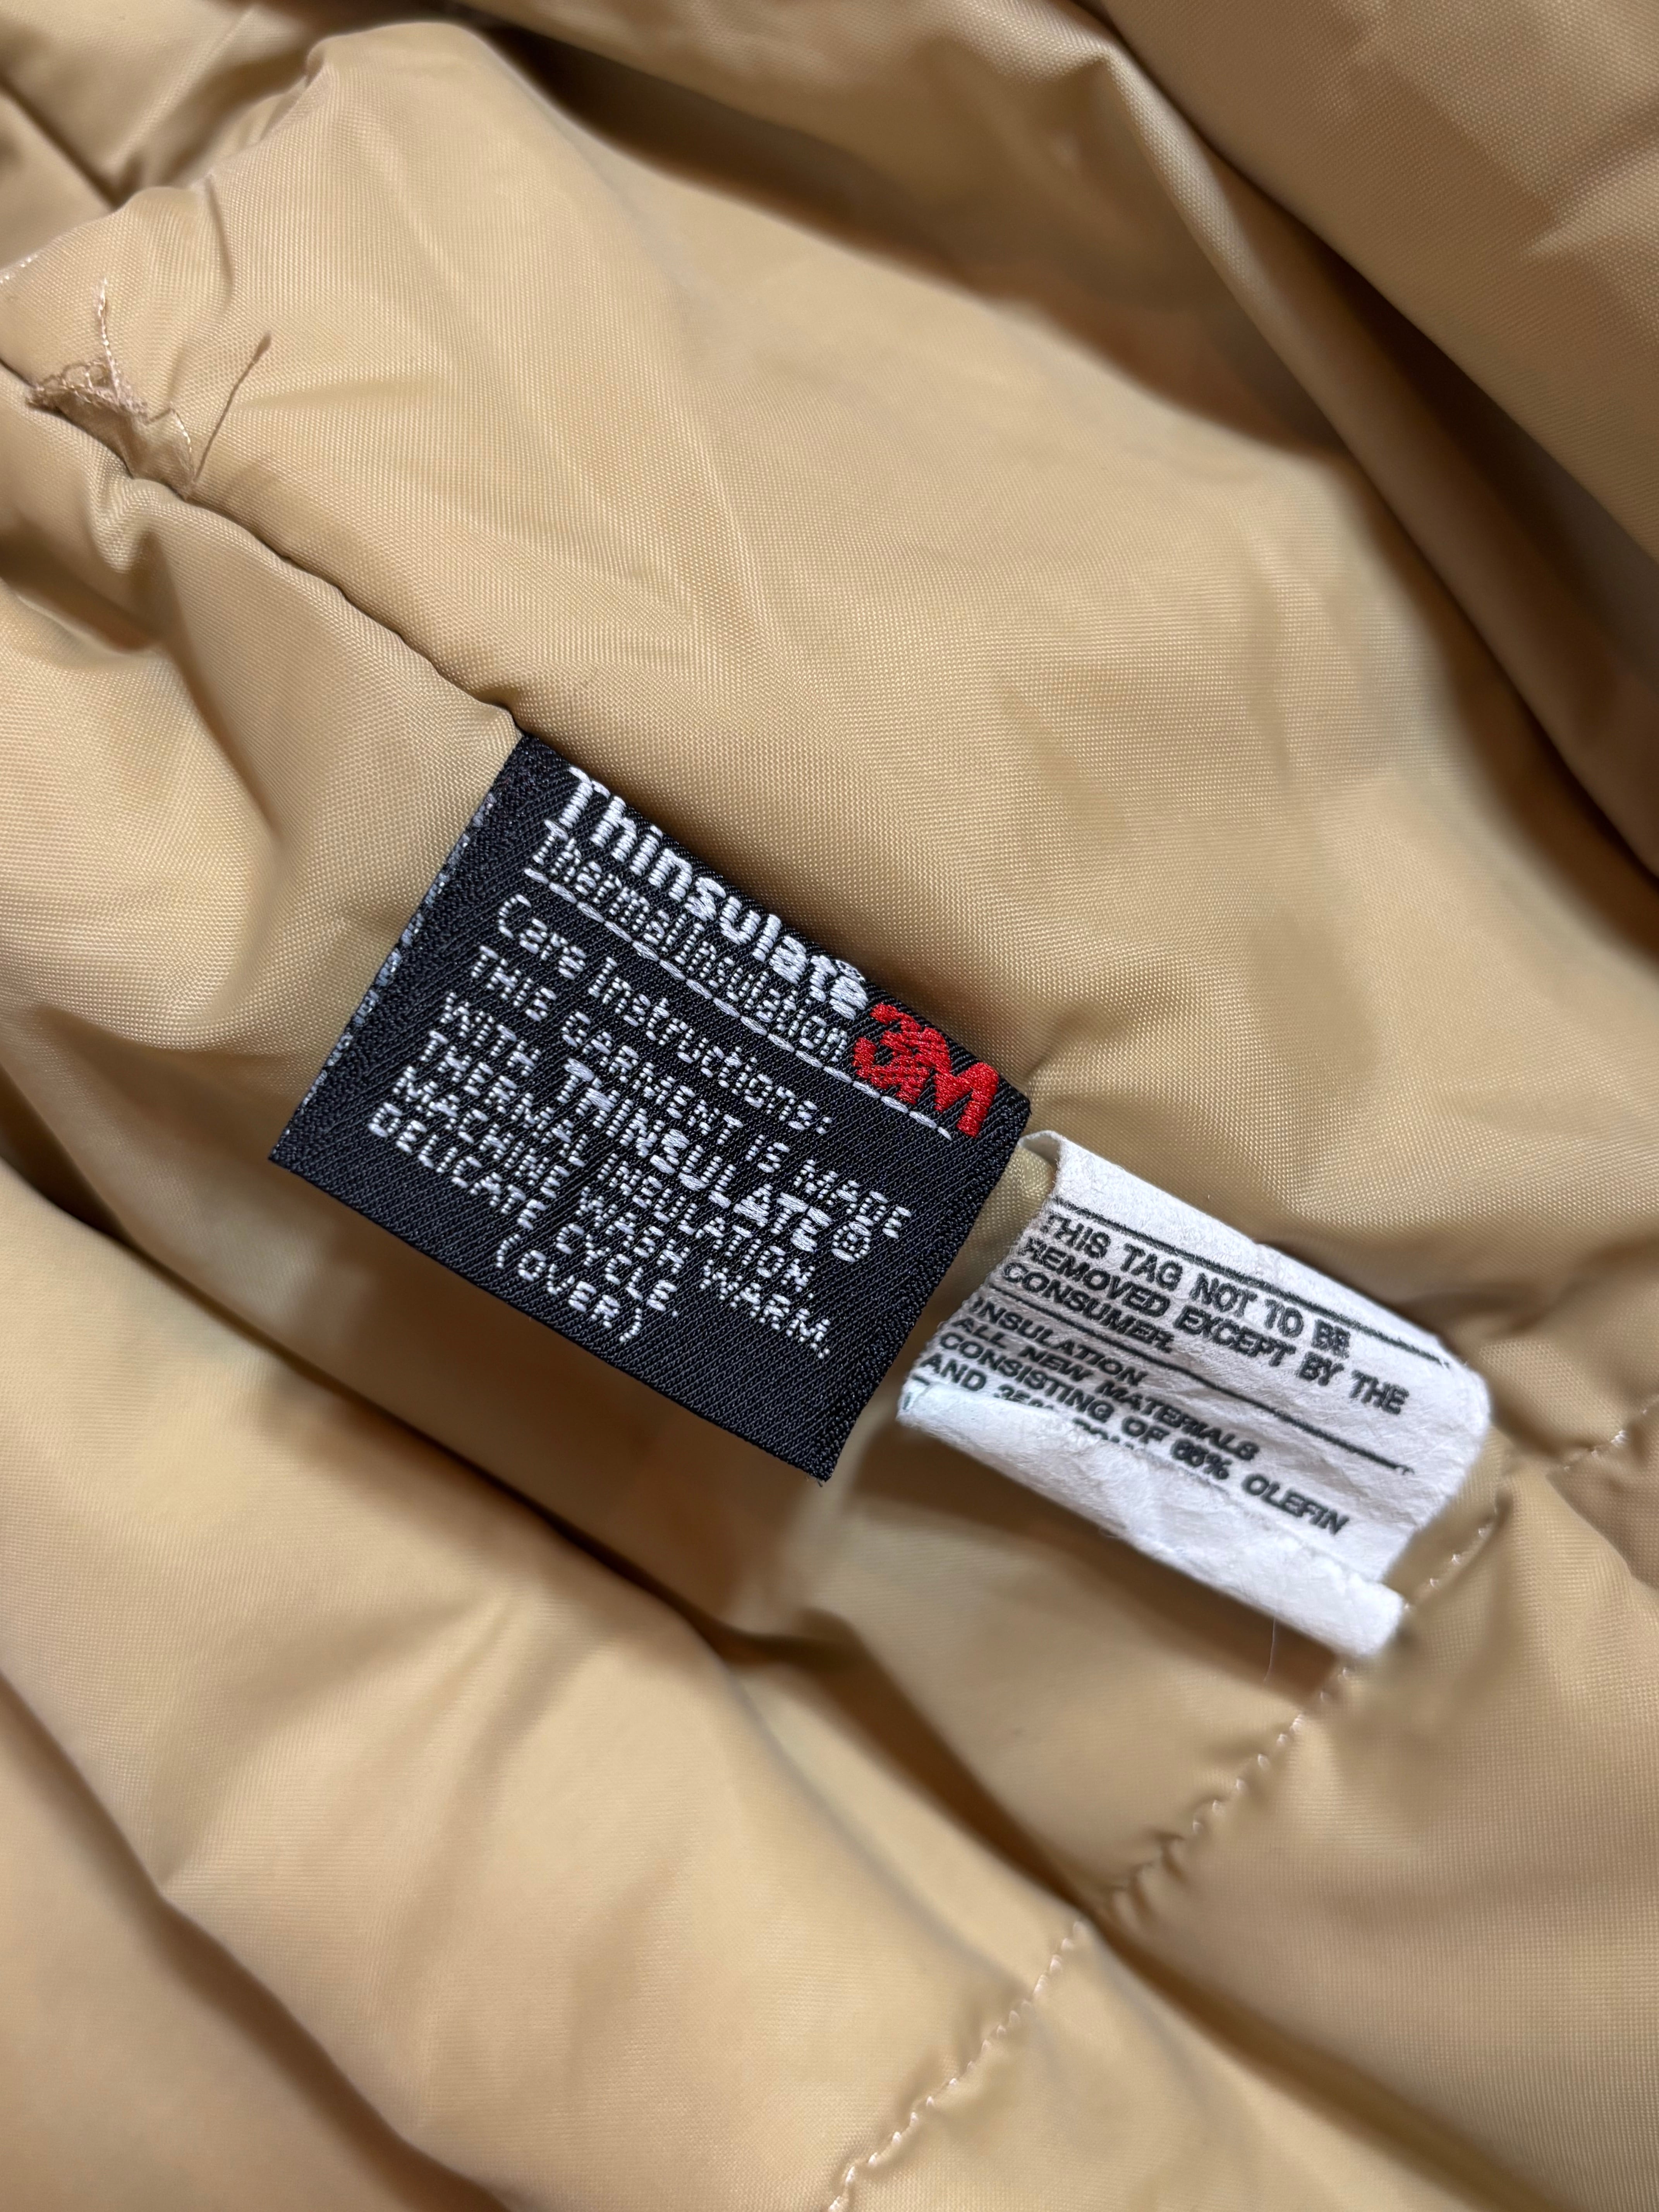 Thinsulate
Thermal Insulation
3M
Care Instructions:
THIS GARMENT IS MADE
WITH THINSULATE®
THERMAL INSULATION.
MACHINE WASH WARM.
DELICATE CYCLE.
(OVER)
THIS TAG NOT TO BE
REMOVED EXCEPT BY THE
CONSUMER.
INSULATION
ALL NEW MATERIALS
CONSISTING OF 65% OLEFIN
AND 35%